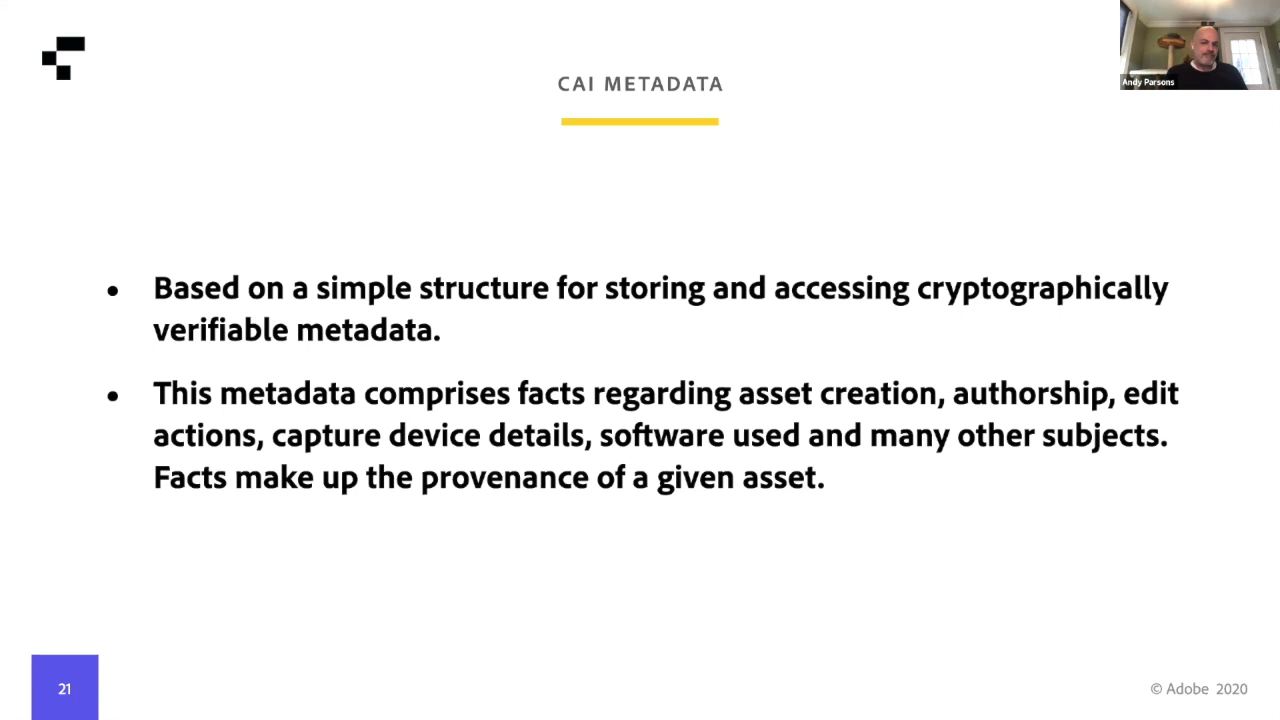 CAI METADATA
Andy Parsons
• Based on a simple structure for storing and accessing cryptographically
verifiable metadata.
• This metadata comprises facts regarding asset creation, authorship, edit
actions, capture device details, software used and many other subjects.
Facts make up the provenance of a given asset.
21
© Adobe 2020